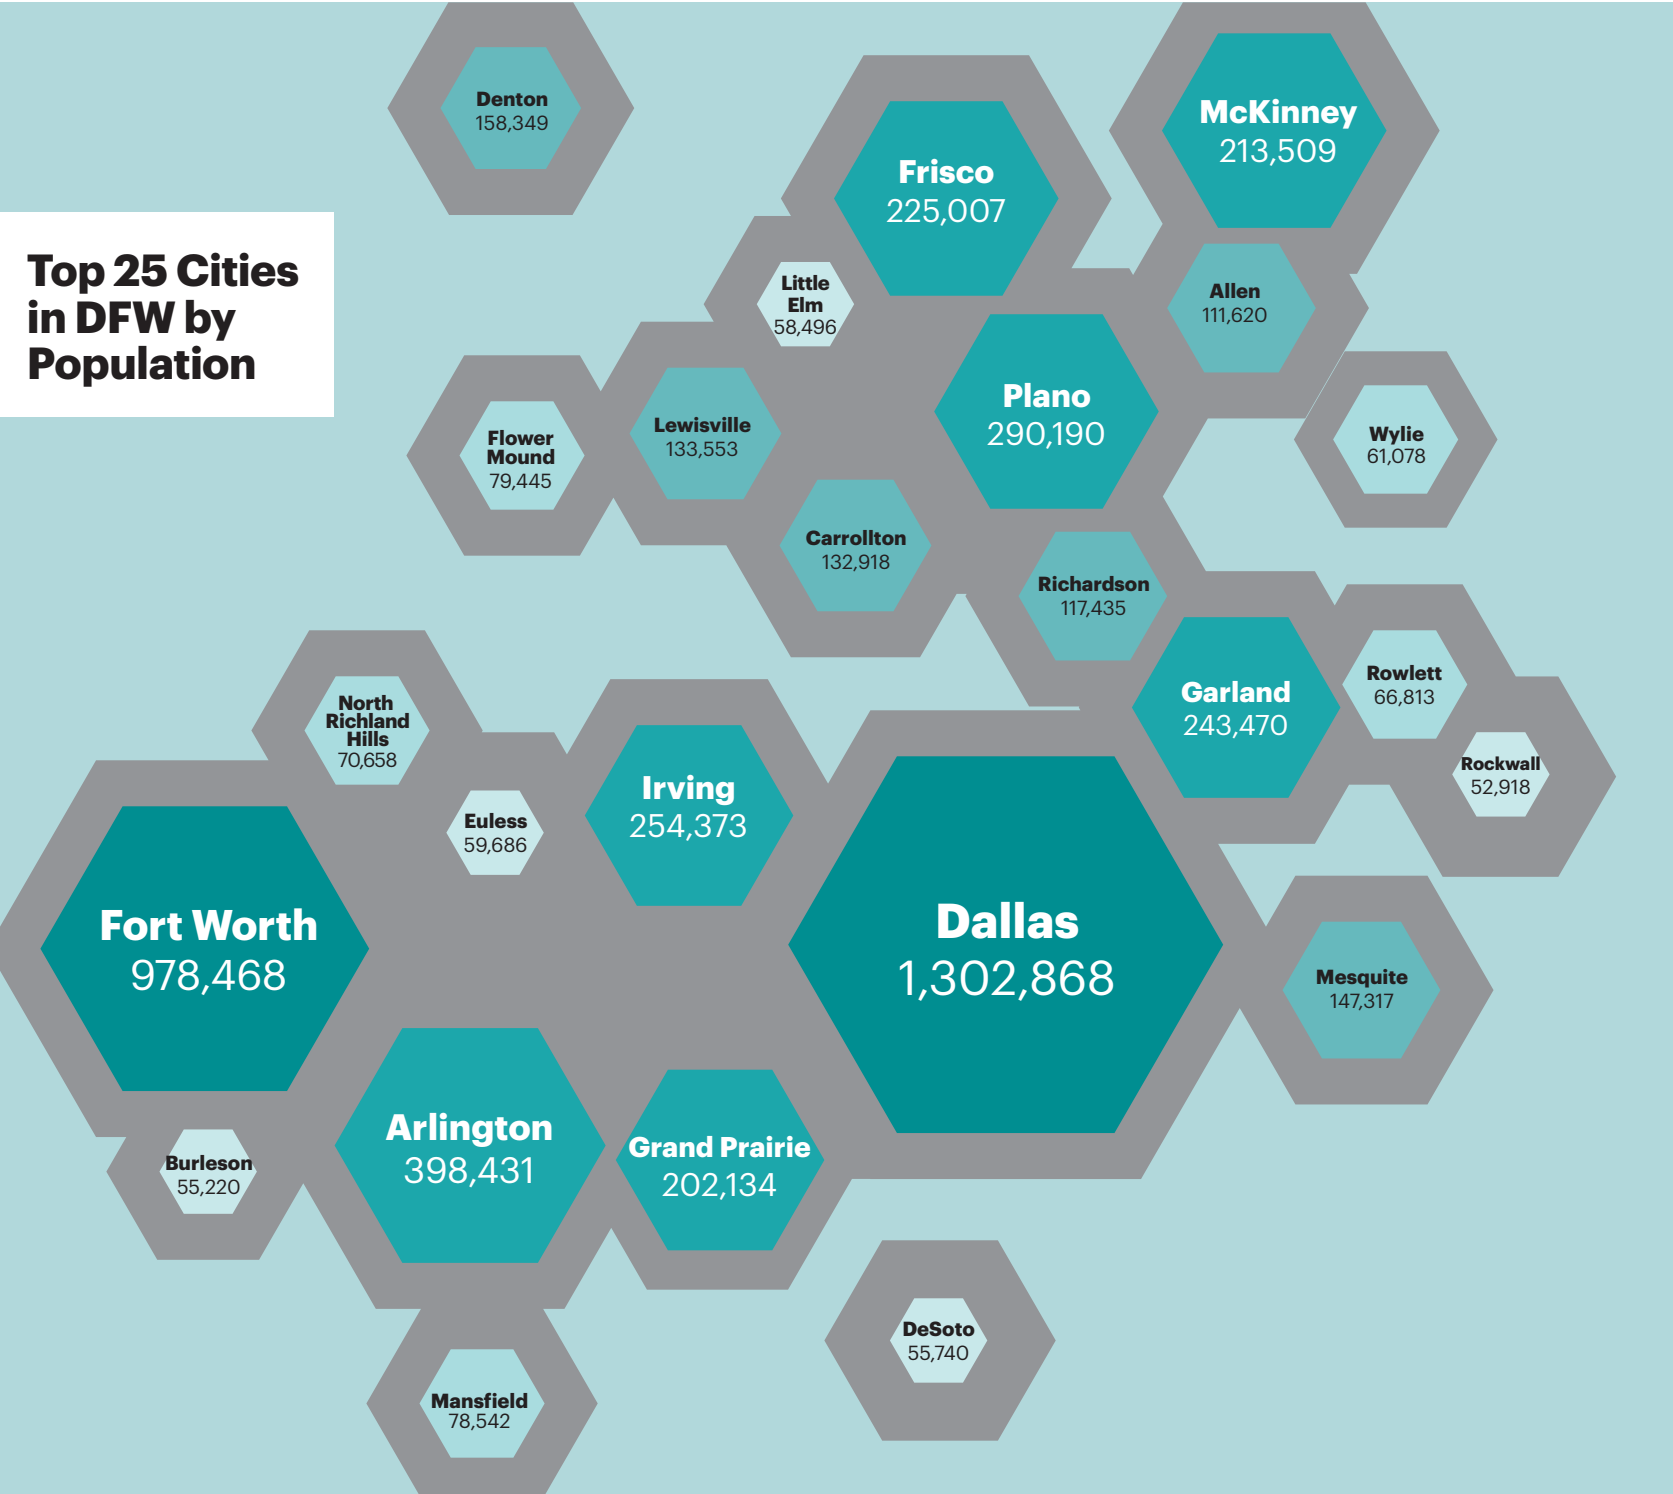 Top 25 Cities
in DFW by
Population
Denton
158,349
McKinney
213,509
Frisco
225,007
Little
Elm
58,496
Allen
111,620
Plano
290,190
Lewisville
133,553
Flower
Mound
79,445
Wylie
61,078
Carrollton
132,918
Richardson
117,435
Garland
243,470
Rowlett
66,813
Rockwall
52,918
North
Richland
Hills
70,658
Euless
59,686
Irving
254,373
Fort Worth
978,468
Dallas
1,302,868
Mesquite
147,317
Arlington
398,431
Grand Prairie
202,134
Burleson
55,220
DeSoto
55,740
Mansfield
78,542